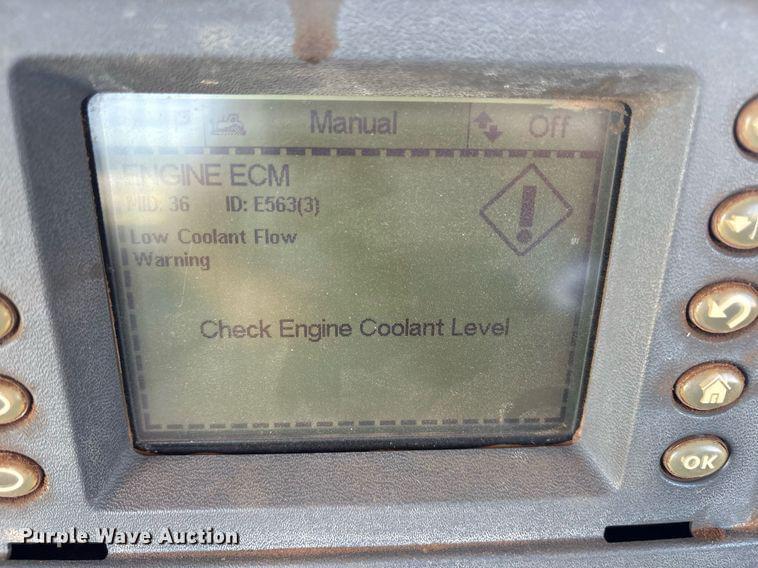 Manual
Off
ENGINE ECM
MID: 36 ID: E563(3)
Low Coolant Flow
Warning
Check Engine Coolant Level
OK
Purple Wave Auction